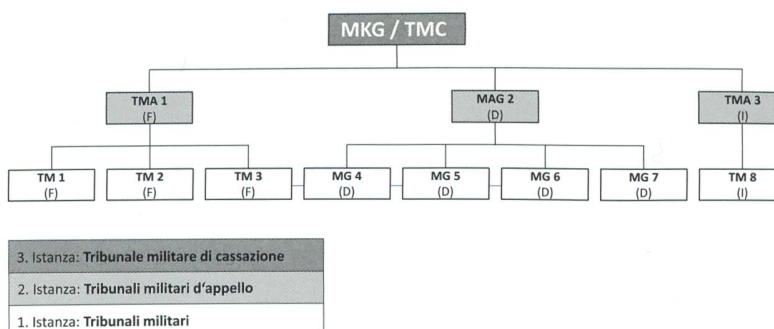 MKG / TMC
TMA 1
(F)
MAG 2
(D)
TMA 3
(I)
TM 1
(F)
TM 2
(F)
TM 3
(F)
MG 4
(D)
MG 5
(D)
MG 6
(D)
MG 7
(D)
TM 8
(I)
3. Istanza: Tribunale militare di cassazione
2. Istanza: Tribunali militari d'appello
1. Istanza: Tribunali militari